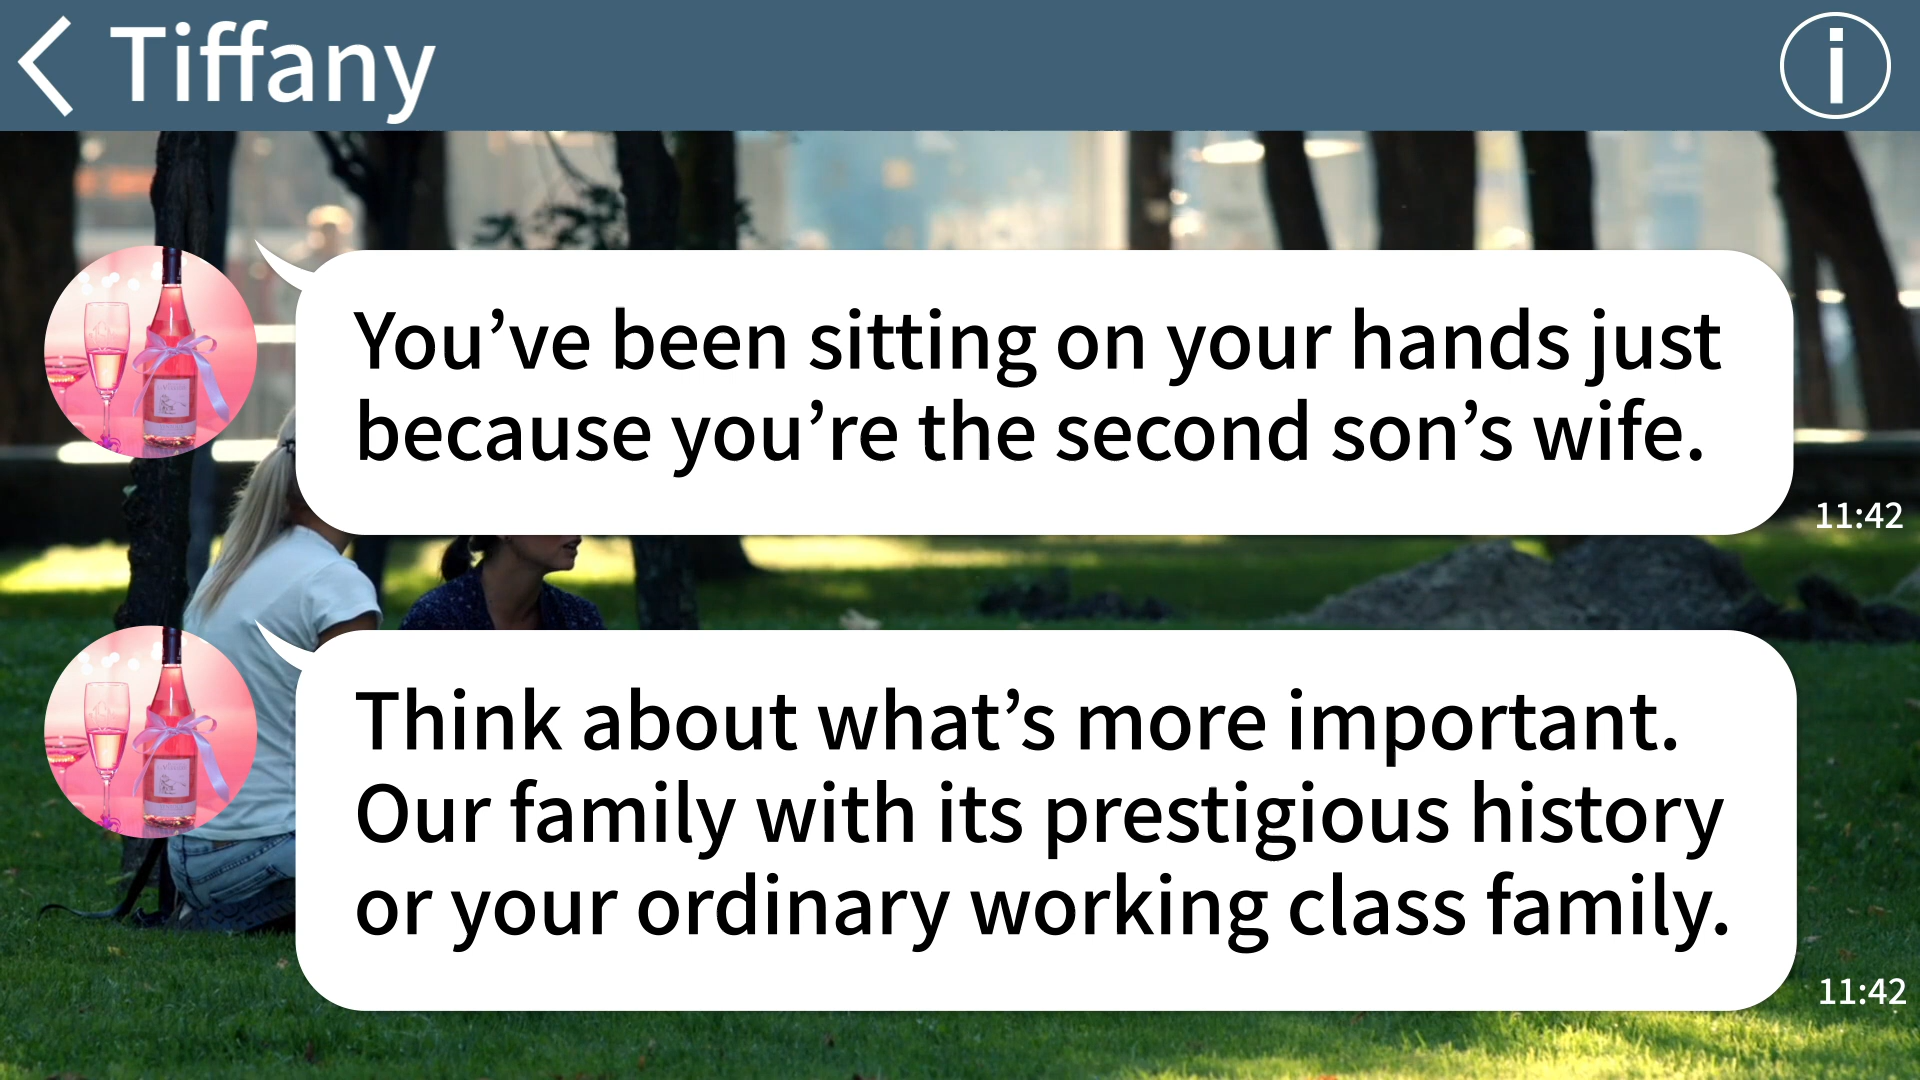 Tiffany
You’ve been sitting on your hands just
because you’re the second son’s wife.
11:42
Think about what’s more important.
Our family with its prestigious history
or your ordinary working class family.
11:42